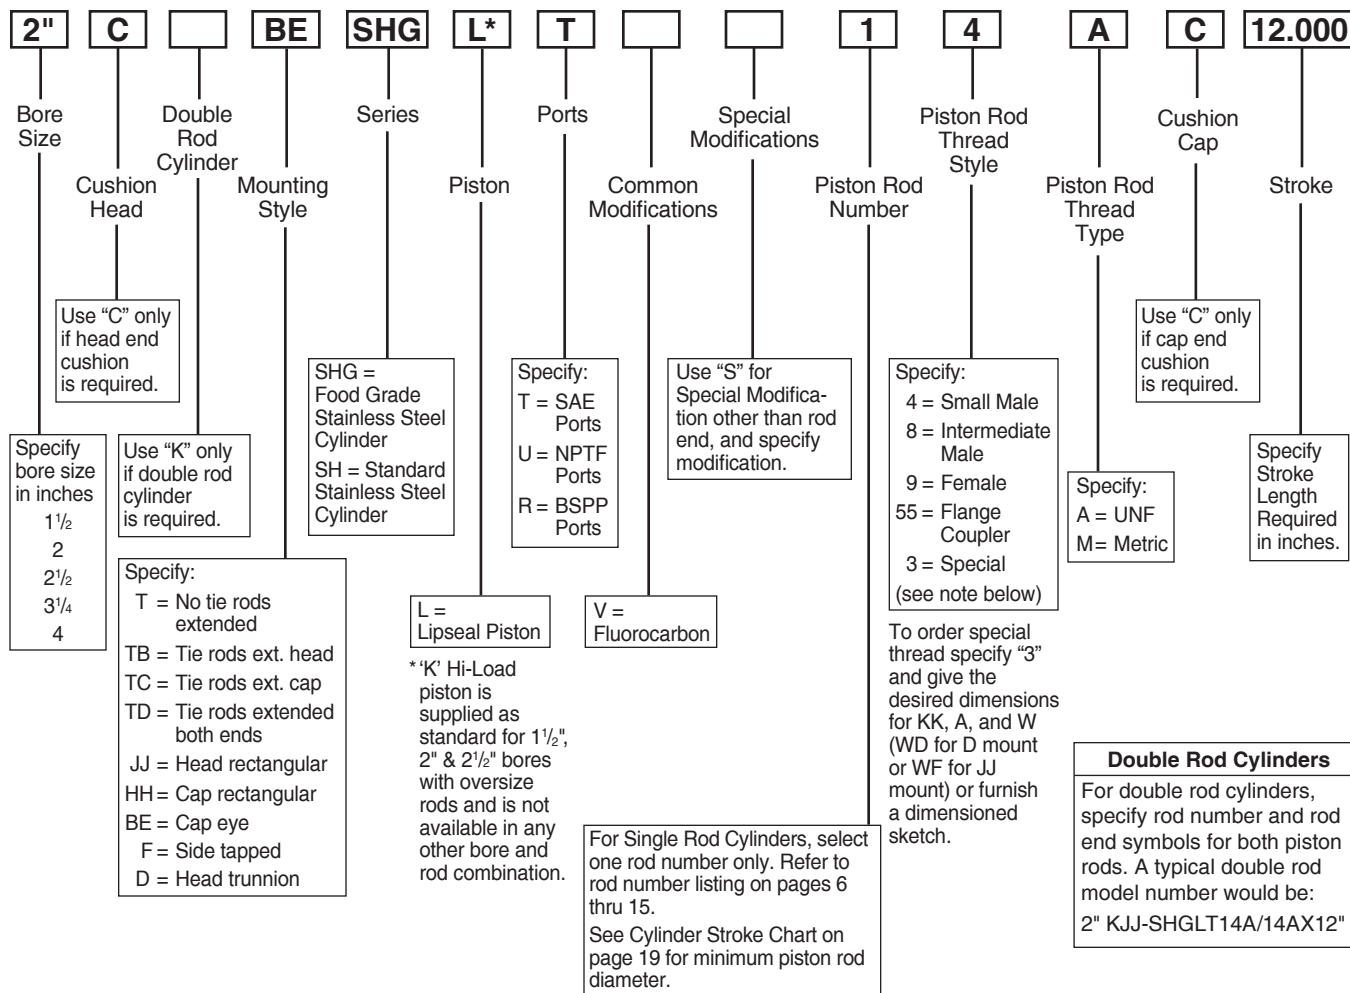 2" C BE SHG L* T 1 4 A C 12.000
Bore
Size
Cushion
Head
Double
Rod
Cylinder
Mounting
Style
Series
Piston
Ports
Common
Modifications
Special
Modifications
Piston Rod
Number
Piston Rod
Thread
Style
Piston Rod
Thread
Type
Cushion
Cap
Stroke
Specify
bore size
in inches
1½
2
2½
3¼
4
Use “C” only
if head end
cushion
is required.
Use “K” only
if double rod
cylinder
is required.
Specify:
T = No tie rods
extended
TB = Tie rods ext. head
TC = Tie rods ext. cap
TD = Tie rods extended
both ends
JJ = Head rectangular
HH = Cap rectangular
BE = Cap eye
F = Side tapped
D = Head trunnion
SHG =
Food Grade
Stainless Steel
Cylinder
SH = Standard
Stainless Steel
Cylinder
L =
Lipseal Piston
* ‘K’ Hi-Load
piston is
supplied as
standard for 1½",
2" & 2½" bores
with oversize
rods and is not
available in any
other bore and
rod combination.
Specify:
T = SAE
Ports
U = NPTF
Ports
R = BSPP
Ports
V =
Fluorocarbon
Use “S” for
Special Modifica-
tion other than rod
end, and specify
modification.
For Single Rod Cylinders, select
one rod number only. Refer to
rod number listing on pages 6
thru 15.
See Cylinder Stroke Chart on
page 19 for minimum piston rod
diameter.
Specify:
4 = Small Male
8 = Intermediate
Male
9 = Female
55 = Flange
Coupler
3 = Special
(see note below)
To order special
thread specify “3”
and give the
desired dimensions
for KK, A, and W
(WD for D mount
or WF for JJ
mount) or furnish
a dimensioned
sketch.
Specify:
A = UNF
M = Metric
Use “C” only
if cap end
cushion
is required.
Specify
Stroke
Length
Required
in inches.
Double Rod Cylinders
For double rod cylinders,
specify rod number and rod
end symbols for both piston
rods. A typical double rod
model number would be:
2" KJJ-SHGLT14A/14AX12"